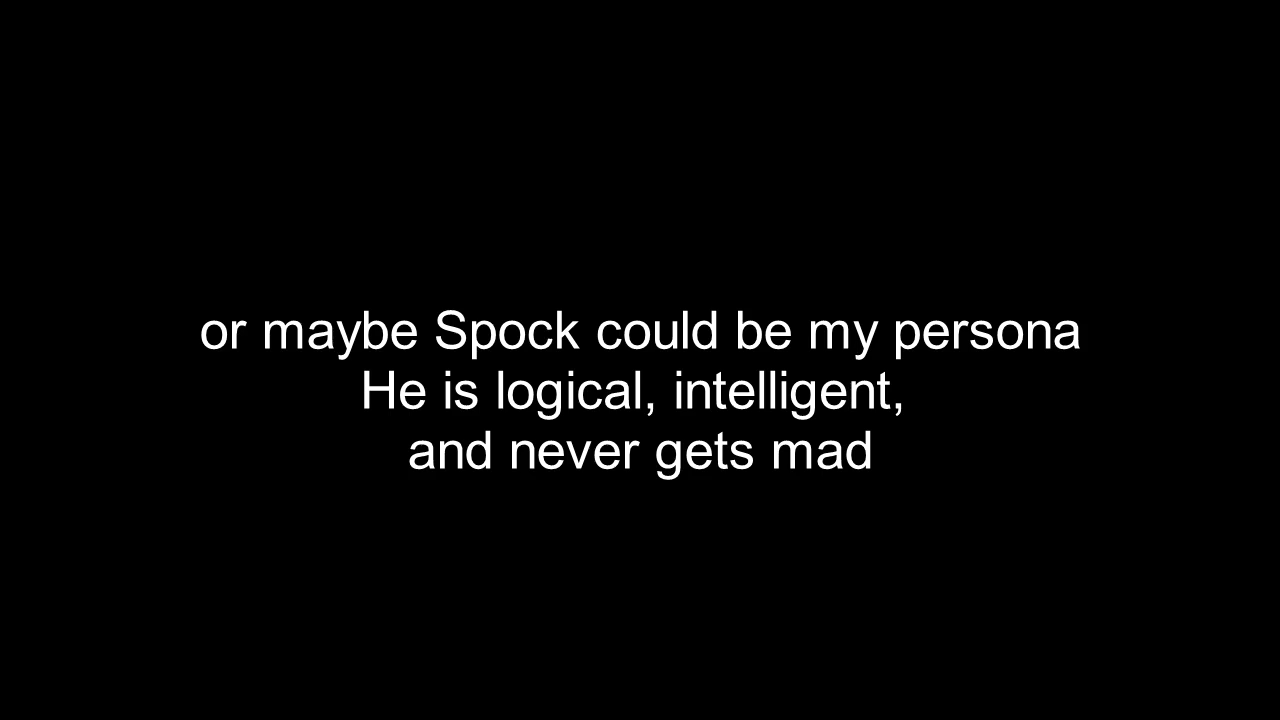 or maybe Spock could be my persona
He is logical, intelligent,
and never gets mad